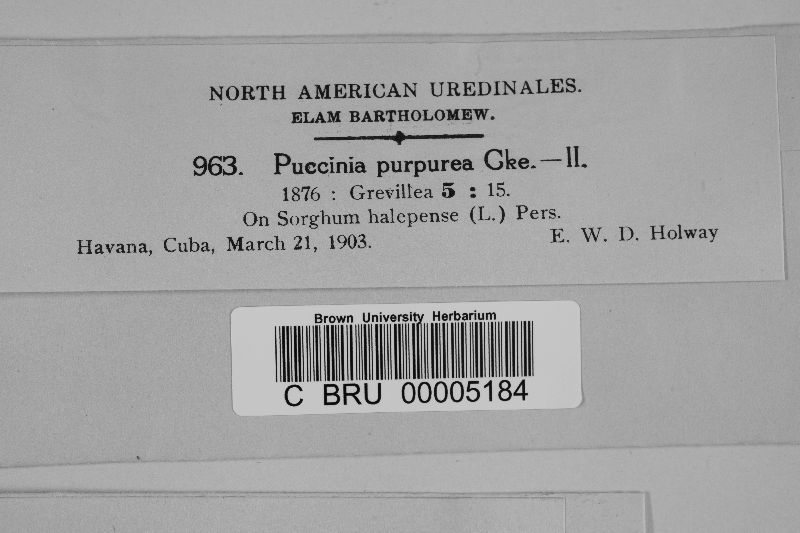 NORTH AMERICAN UREDINALES.
ELAM BARTHOLOMEW.
963. Puccinia purpurea Cke.—II.
1876 : Grevillea 5 : 15.
On Sorghum halepense (L.) Pers.
Havana, Cuba, March 21, 1903. E. W. D. Holway
Brown University Herbarium
C BRU 00005184